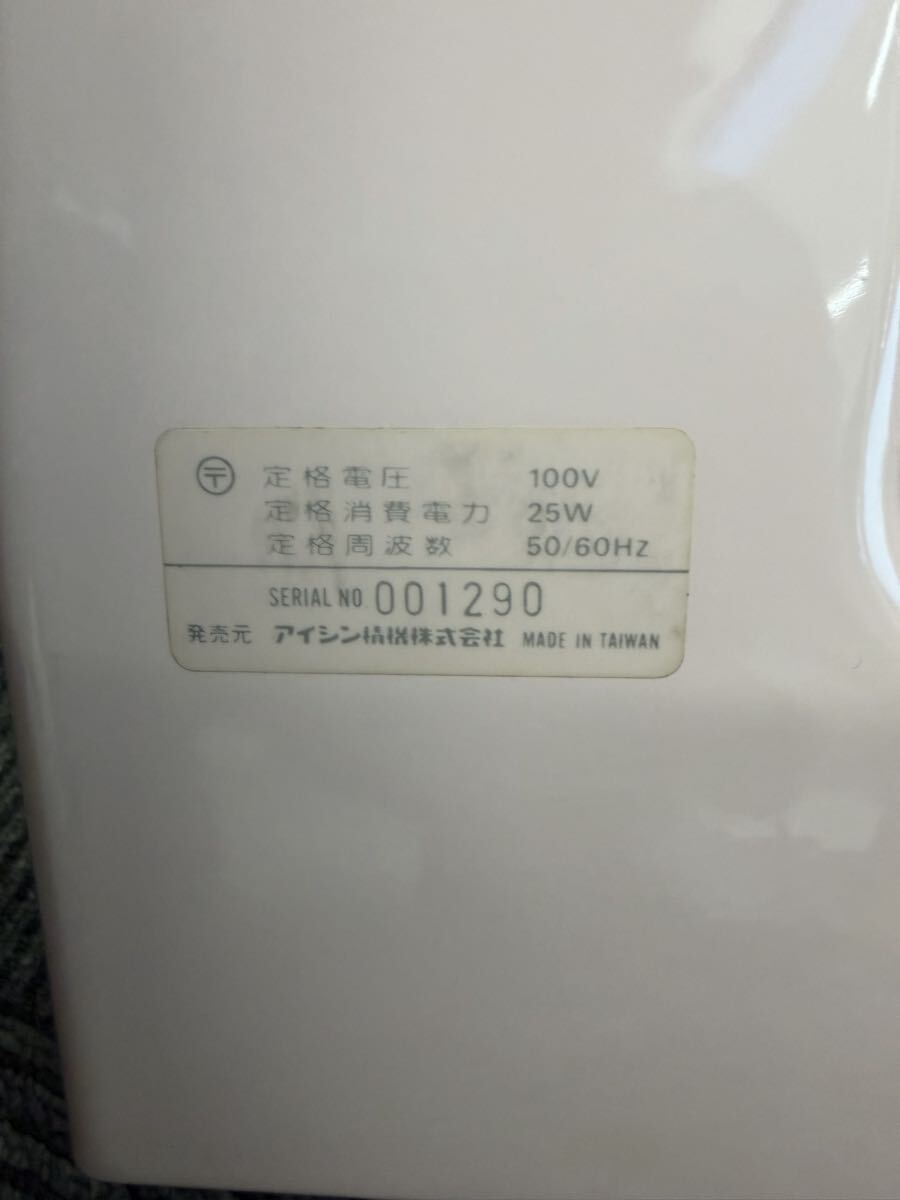 〒 定格電圧 100V
定格消費電力 25W
定格周波数 50/60Hz
SERIAL NO 001290
発売元 アイシン精機株式会社 MADE IN TAIWAN